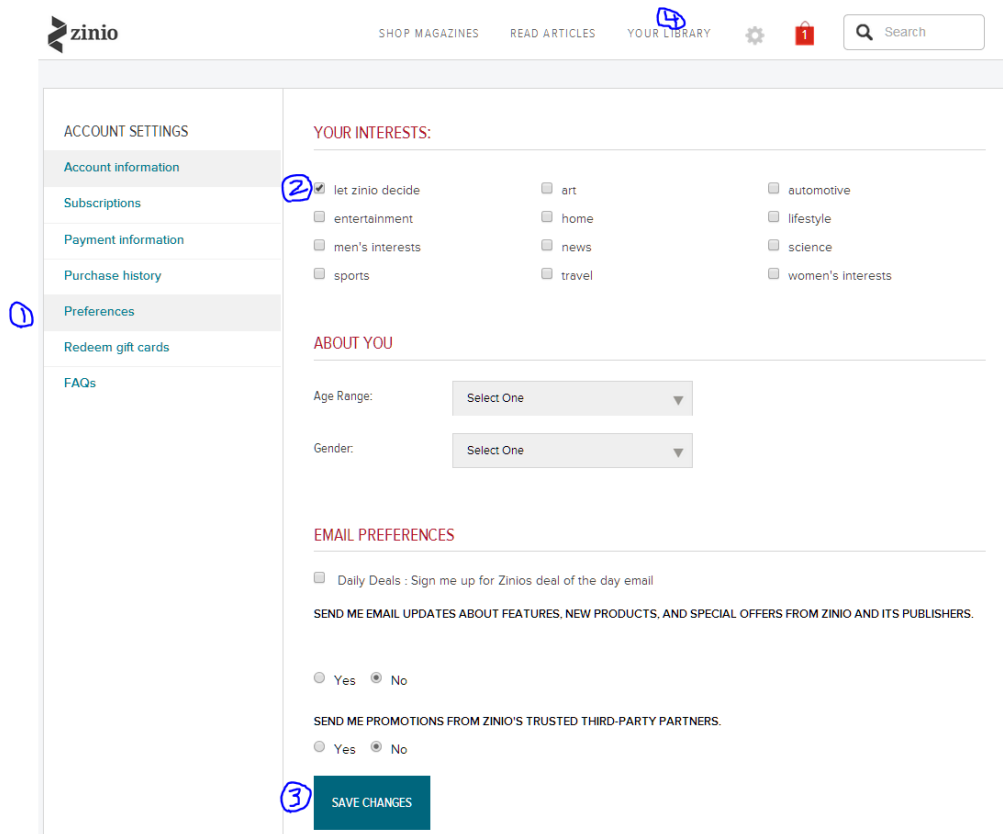 zinio
SHOP MAGAZINES READ ARTICLES YOUR LIBRARY 1 Search
4
ACCOUNT SETTINGS
Account information
Subscriptions
Payment information
Purchase history
1 Preferences
Redeem gift cards
FAQs
YOUR INTERESTS:
2 let zinio decide art automotive
entertainment home lifestyle
men's interests news science
sports travel women's interests
ABOUT YOU
Age Range: Select One
Gender: Select One
EMAIL PREFERENCES
Daily Deals : Sign me up for Zinios deal of the day email
SEND ME EMAIL UPDATES ABOUT FEATURES, NEW PRODUCTS, AND SPECIAL OFFERS FROM ZINIO AND ITS PUBLISHERS.
Yes No
SEND ME PROMOTIONS FROM ZINIO'S TRUSTED THIRD-PARTY PARTNERS.
Yes No
3 SAVE CHANGES